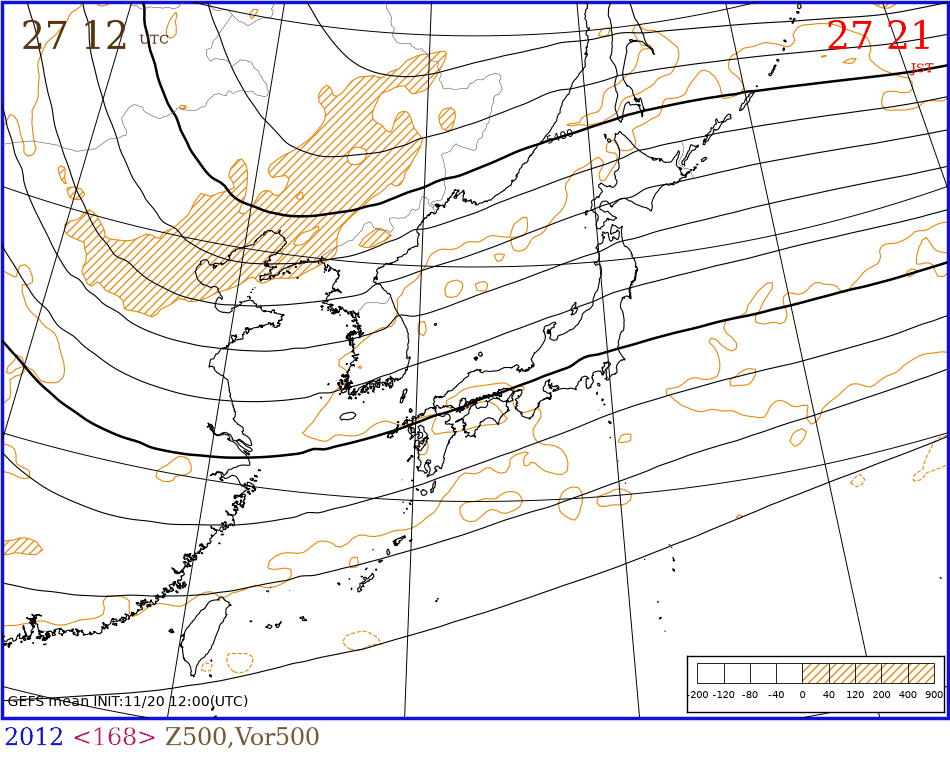 27 12 UTC
27 21
JST
5400
-200 -120 -80 -40 0 40 120 200 400 900
GEFS mean INIT:11/20 12:00(UTC)
2012 <168> Z500,Vor500